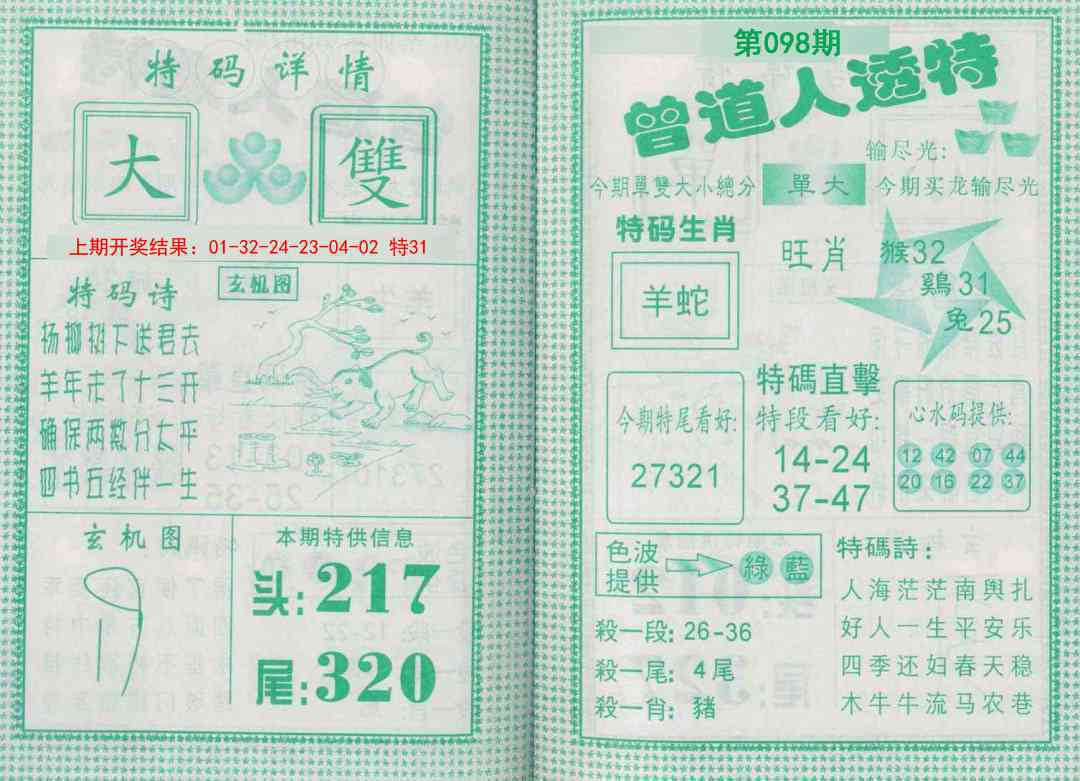 特码详情
大
雙
上期开奖结果：01-32-24-23-04-02 特31
特码诗
杨柳树下送君去
羊年走了十三开
确保两数分太平
四书五经伴一生
玄机图
玄机图
本期特供信息
头:217
尾:320
第098期
曾道人透特
输尽光:
今期單雙大小總分
單大
今期买龙输尽光
特码生肖
羊蛇
旺肖
猴32
鷄31
兔25
今期特尾看好:
27321
特碼直擊
特段看好:
14-24
37-47
心水码提供:
12 42 07 44
20 16 22 37
色波
提供
綠 藍
殺一段: 26-36
殺一尾: 4尾
殺一肖: 豬
特碼詩:
人海茫茫南舆扎
好人一生平安乐
四季还妇春天稳
木牛牛流马农巷